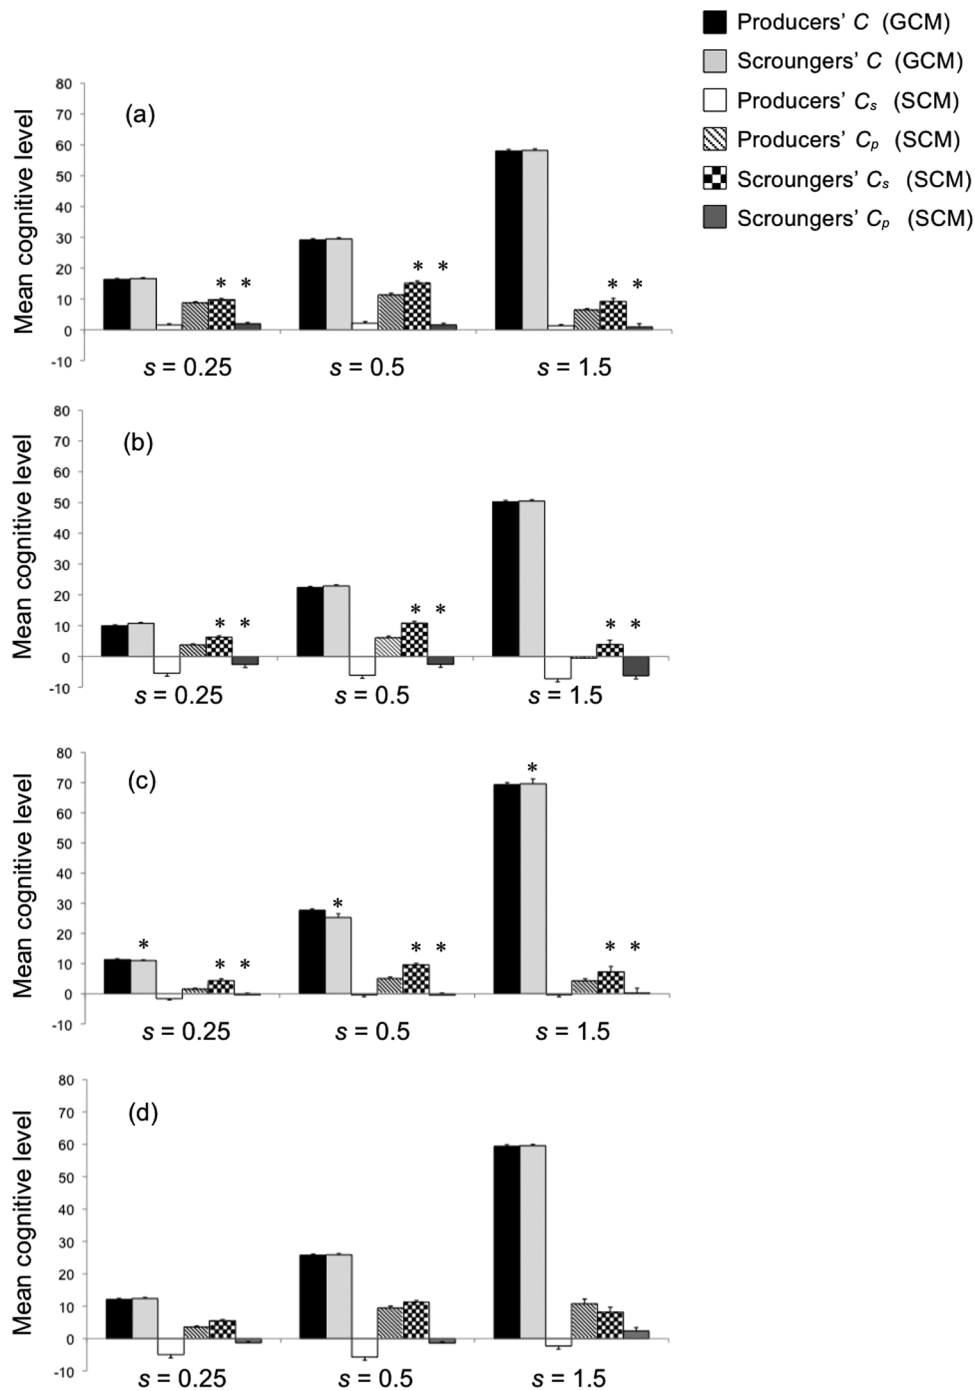 Producers' C (GCM)
Scroungers' C (GCM)
Producers' Cs (SCM)
Producers' Cp (SCM)
Scroungers' Cs (SCM)
Scroungers' Cp (SCM)
Mean cognitive level
(a)
80
70
60
50
40
30
20
10
0
-10
* * * * * *
s = 0.25 s = 0.5 s = 1.5
Mean cognitive level
(b)
80
70
60
50
40
30
20
10
0
-10
* * * * * *
s = 0.25 s = 0.5 s = 1.5
Mean cognitive level
(c)
80
70
60
50
40
30
20
10
0
-10
*
*
* * * * * * *
s = 0.25 s = 0.5 s = 1.5
Mean cognitive level
(d)
80
70
60
50
40
30
20
10
0
-10
s = 0.25 s = 0.5 s = 1.5